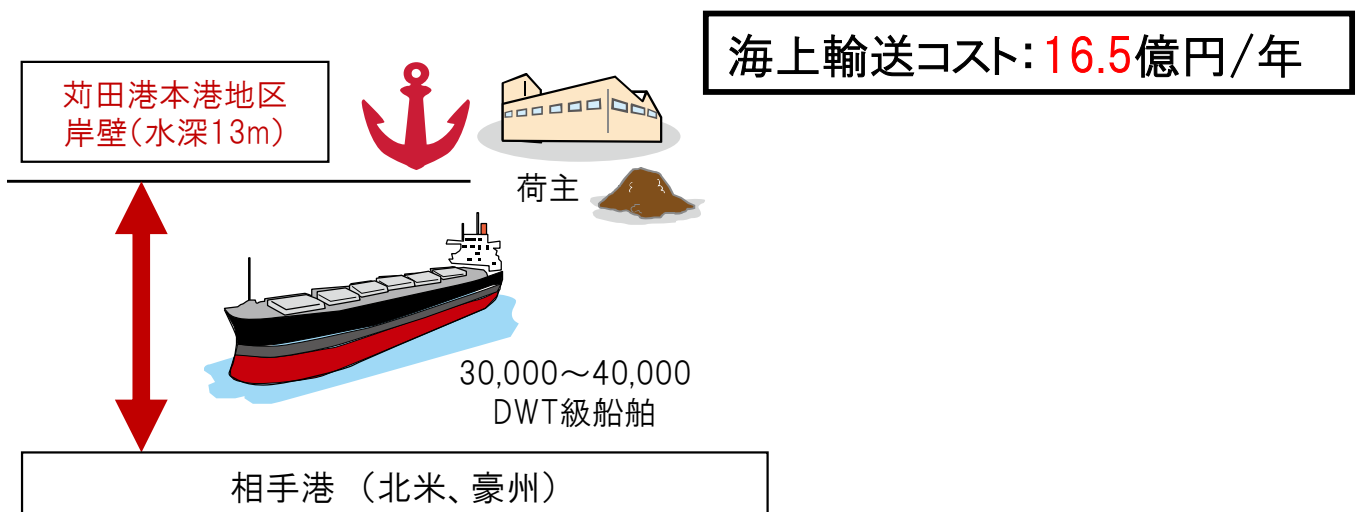 海上輸送コスト：16.5億円/年
苅田港本港地区
岸壁(水深13m)
荷主
30,000～40,000
DWT級船舶
相手港 （北米、豪州）